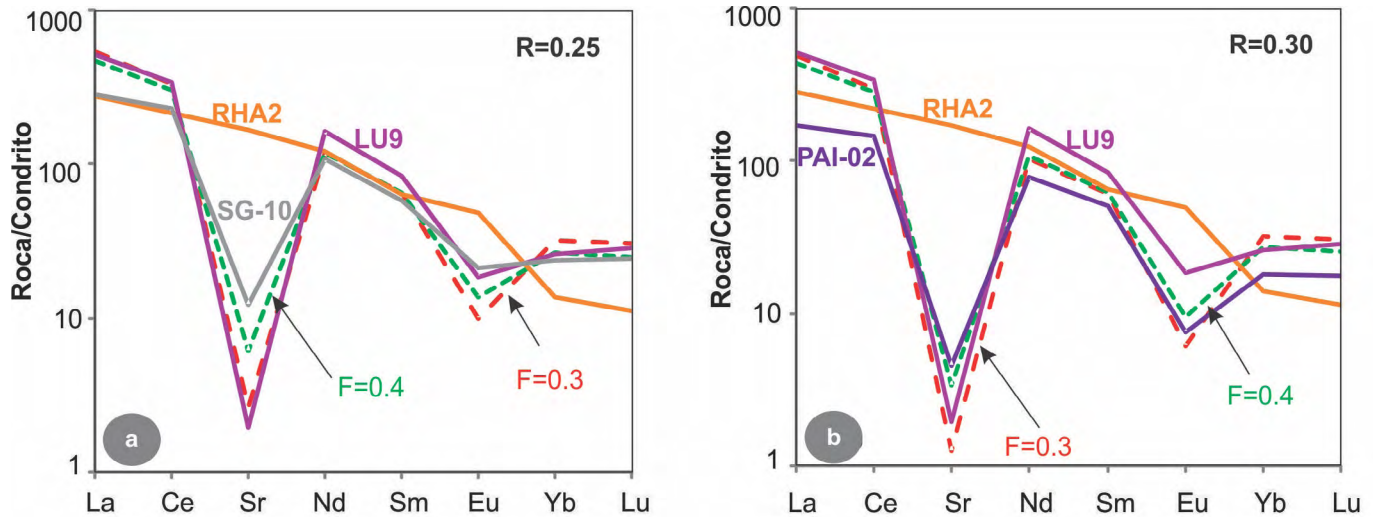 1000
100
10
1
Roca/Condrito
R=0.25
RHA2
LU9
SG-10
F=0.4
F=0.3
a
La Ce Sr Nd Sm Eu Yb Lu
1000
100
10
1
Roca/Condrito
R=0.30
RHA2
LU9
PAI-02
F=0.4
F=0.3
b
La Ce Sr Nd Sm Eu Yb Lu